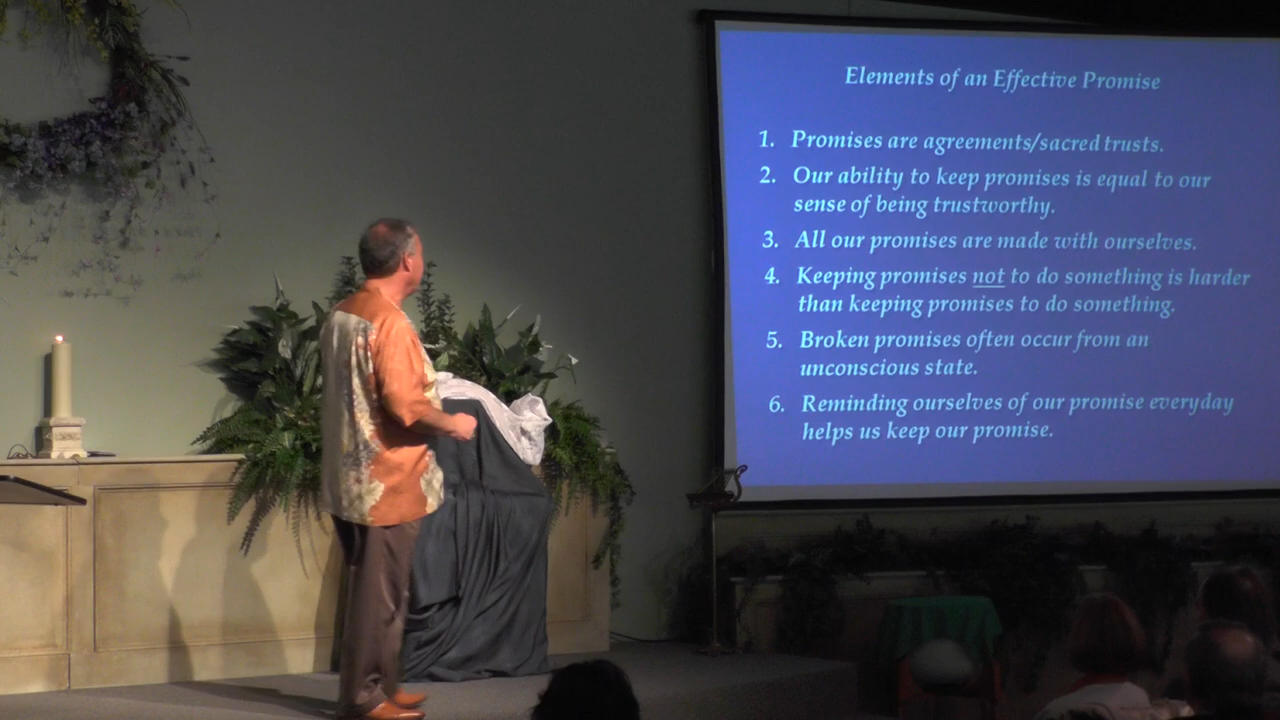 Elements of an Effective Promise
1. Promises are agreements/sacred trusts.
2. Our ability to keep promises is equal to our
sense of being trustworthy.
3. All our promises are made with ourselves.
4. Keeping promises not to do something is harder
than keeping promises to do something.
5. Broken promises often occur from an
unconscious state.
6. Reminding ourselves of our promise everyday
helps us keep our promise.